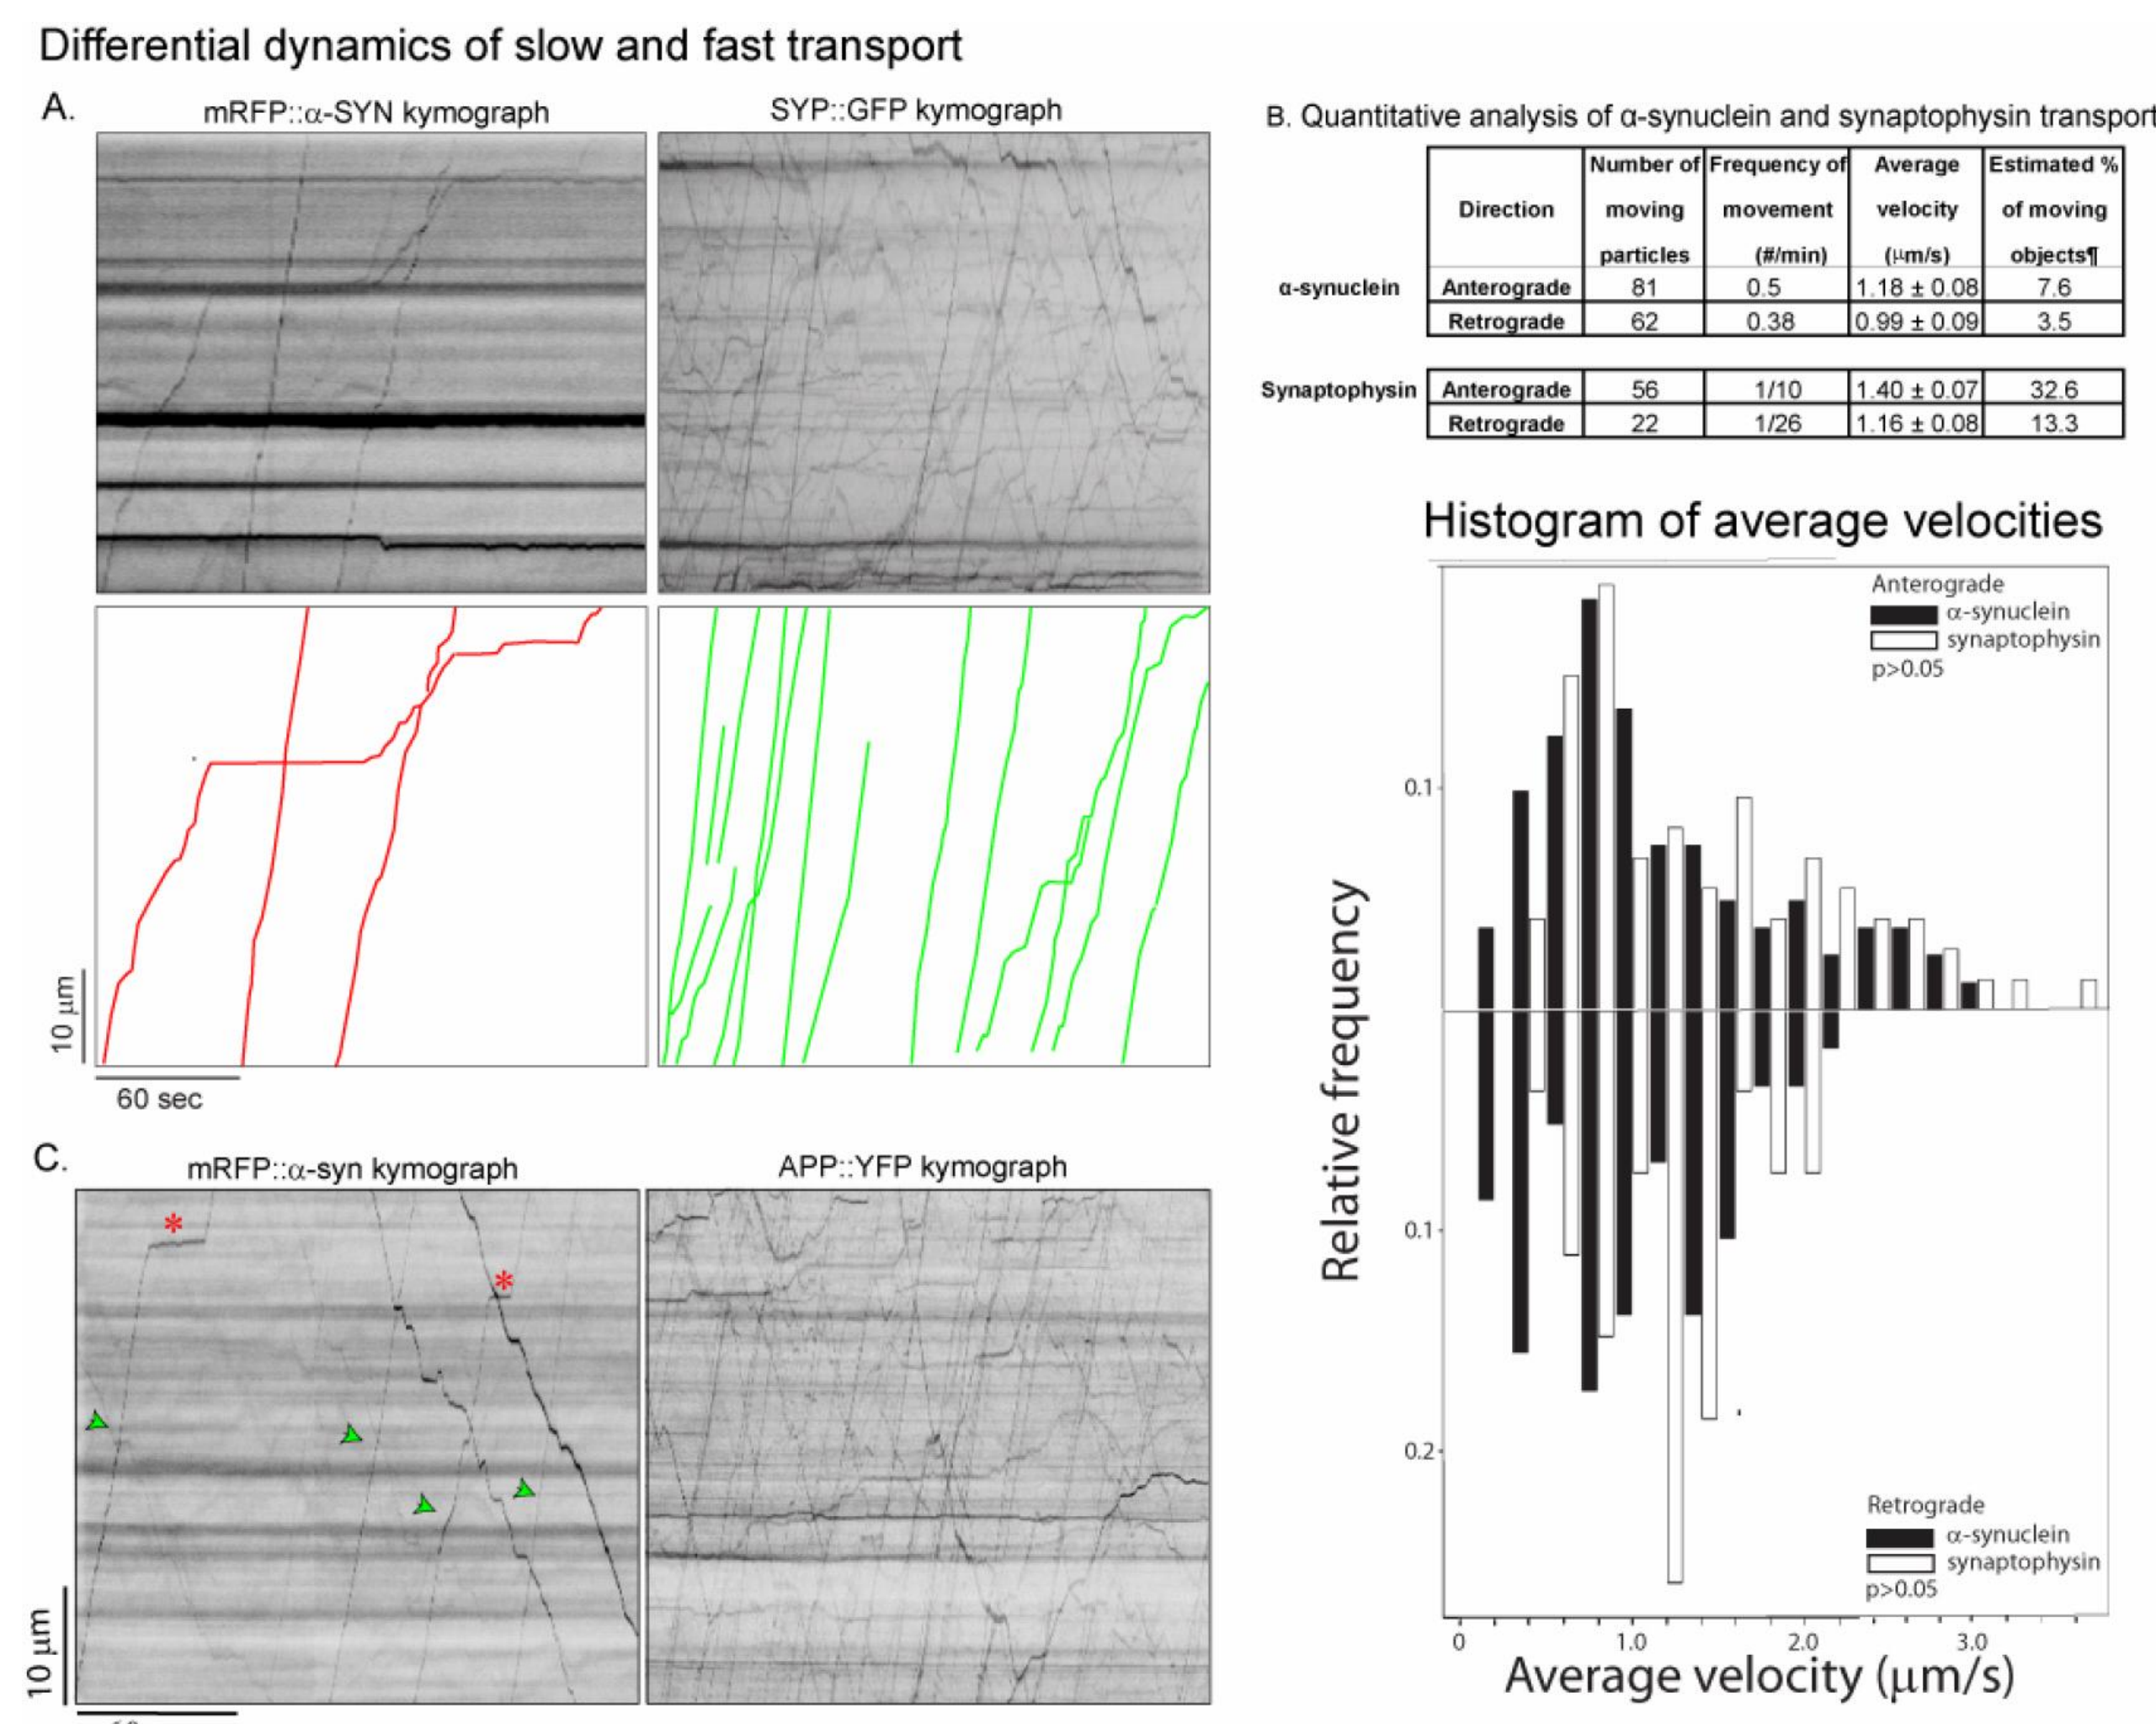 Differential dynamics of slow and fast transport
A.
mRFP::α-SYN kymograph
SYP::GFP kymograph
10 μm
60 sec
B. Quantitative analysis of α-synuclein and synaptophysin transport
Direction
Number of moving particles
Frequency of movement (#/min)
Average velocity (μm/s)
Estimated % of moving objects¶
α-synuclein Anterograde 81 0.5 1.18 ± 0.08 7.6
Retrograde 62 0.38 0.99 ± 0.09 3.5
Synaptophysin Anterograde 56 1/10 1.40 ± 0.07 32.6
Retrograde 22 1/26 1.16 ± 0.08 13.3
Histogram of average velocities
Anterograde
α-synuclein
synaptophysin
p>0.05
0.1
0.1
0.2
Relative frequency
Retrograde
α-synuclein
synaptophysin
p>0.05
0 1.0 2.0 3.0
Average velocity (μm/s)
C.
mRFP::α-syn kymograph
APP::YFP kymograph
*
*
10 μm